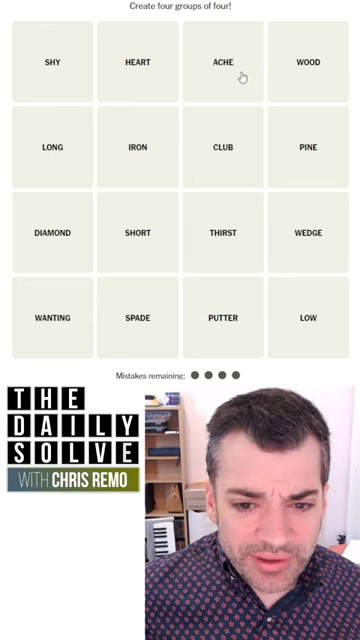 Create four groups of four!
SHY HEART ACHE WOOD
LONG IRON CLUB PINE
DIAMOND SHORT THIRST WEDGE
WANTING SPADE PUTTER LOW
Mistakes remaining:
THE
DAILY
SOLVE
WITH CHRIS REMO